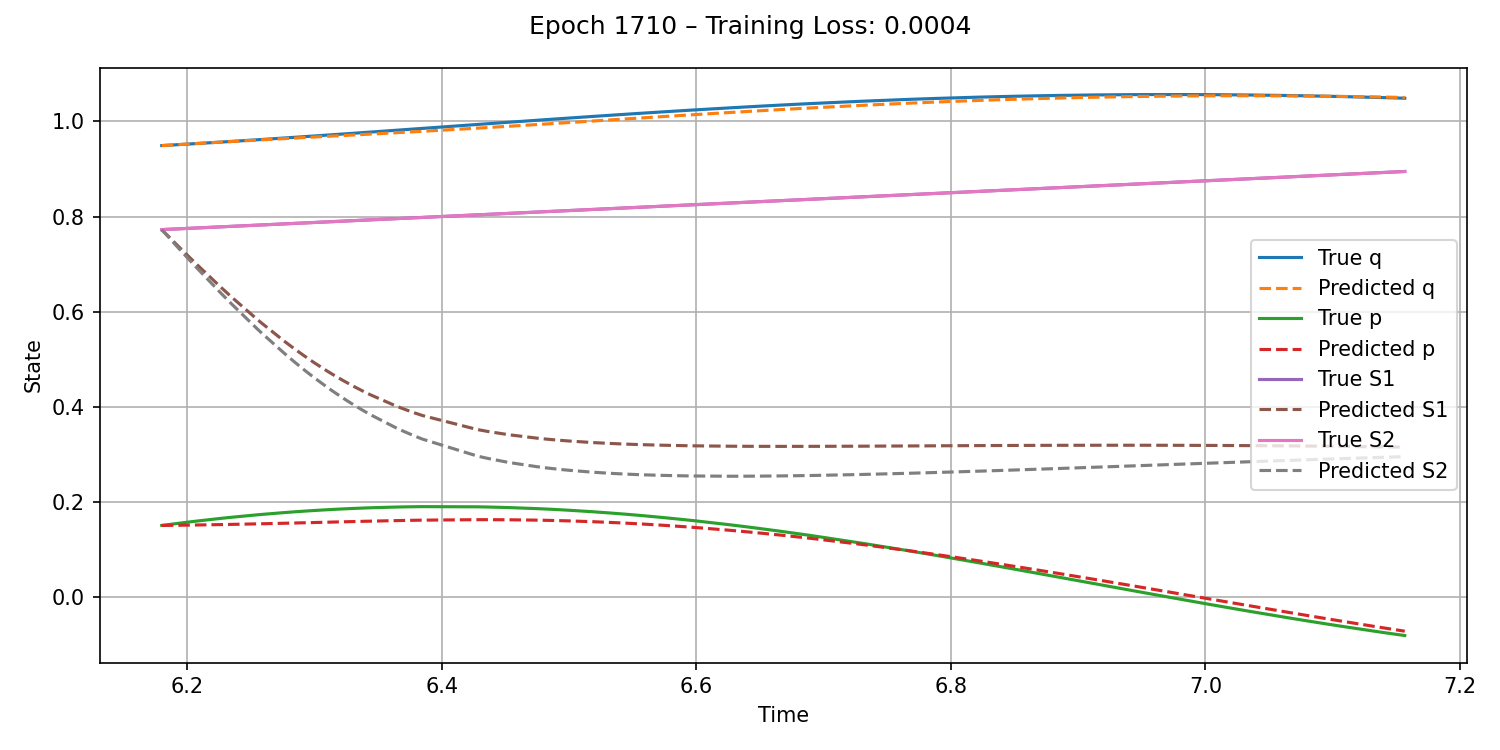 Epoch 1710 – Training Loss: 0.0004
1.0
0.8
0.6
0.4
0.2
0.0
State
True q
Predicted q
True p
Predicted p
True S1
Predicted S1
True S2
Predicted S2
6.2 6.4 6.6 6.8 7.0 7.2
Time